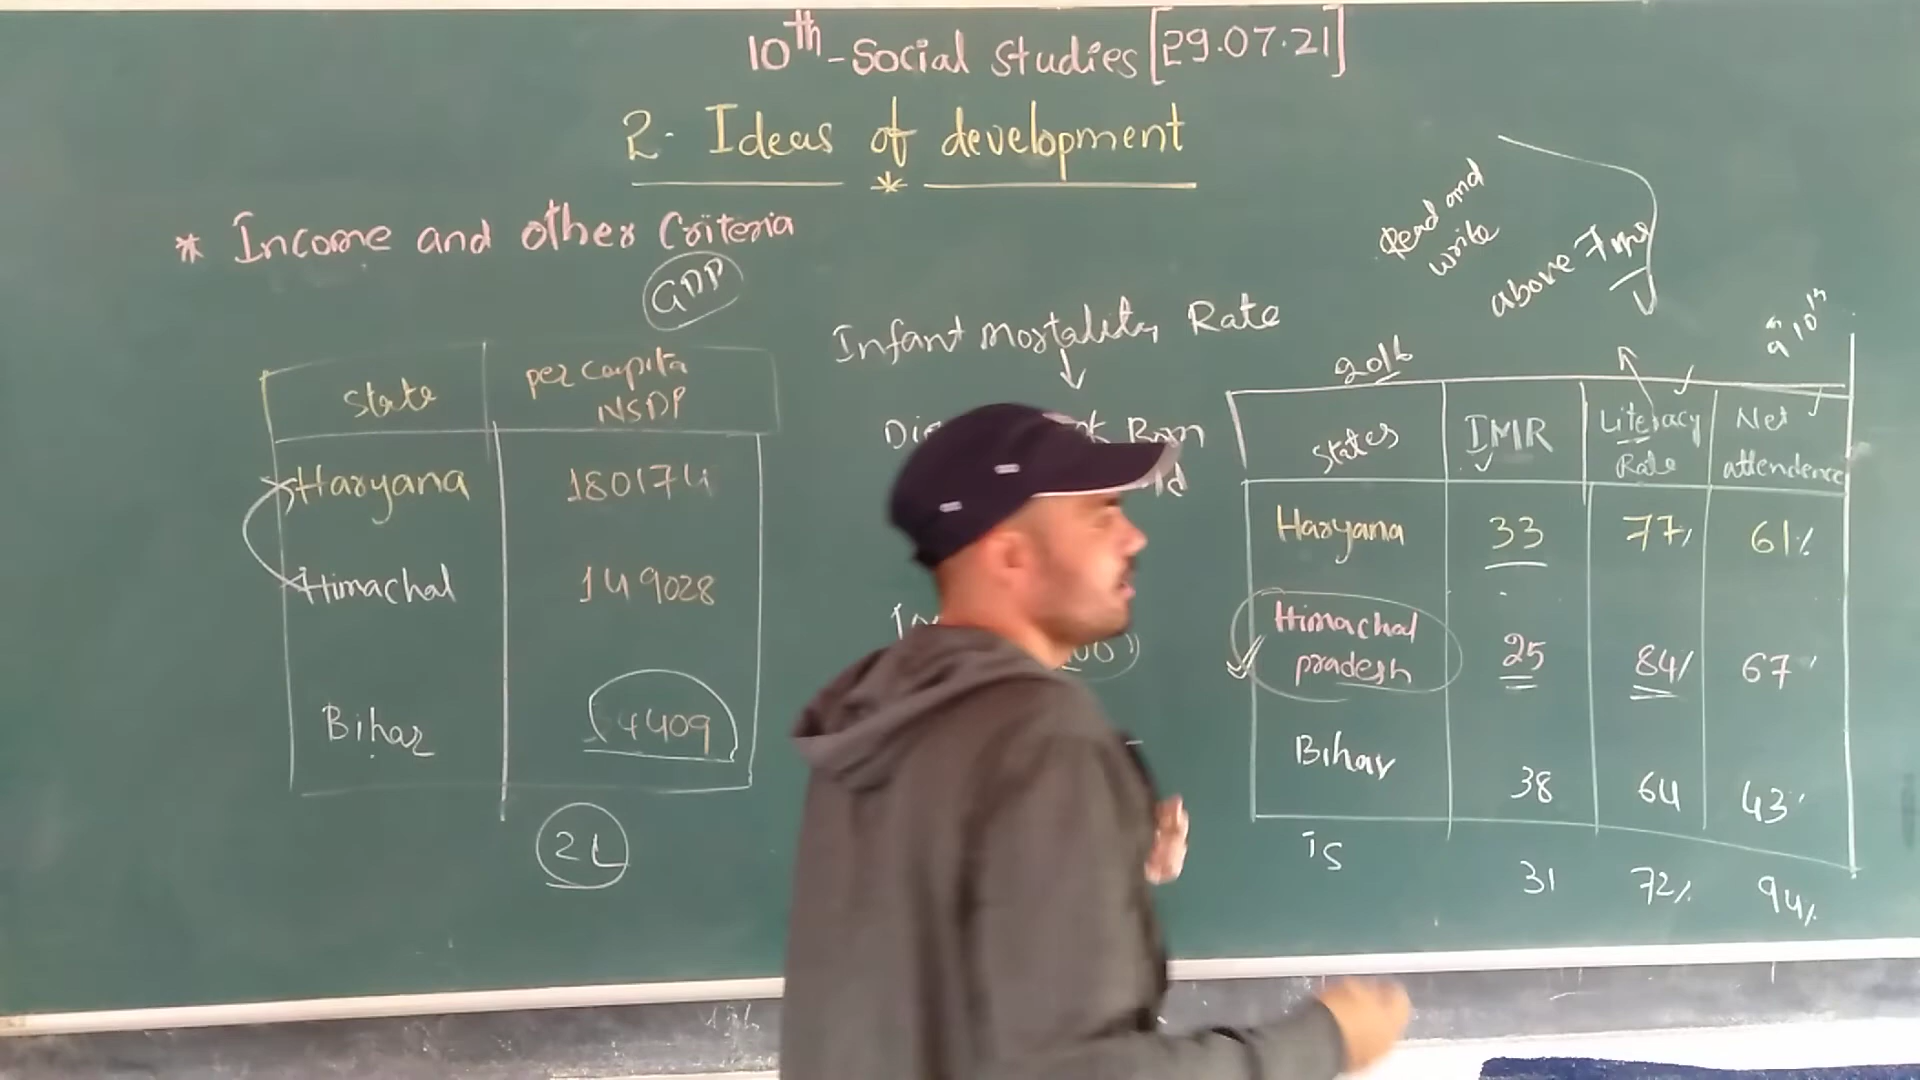 10th - Social Studies [29.07.21]
2. Ideas of development
* Income and other Criteria
GDP
State per capita NSDP
Haryana 180174
Himachal 149028
Bihar 4409
2L
Infant mortality Rate
Born
Read and
write
above 7 yrs
9 10th
2016
States IMR Literacy Rate Net attendence
Haryana 33 77% 61%
Himachal pradesh 25 84% 67
Bihar 38 64 43
31 72% 94%